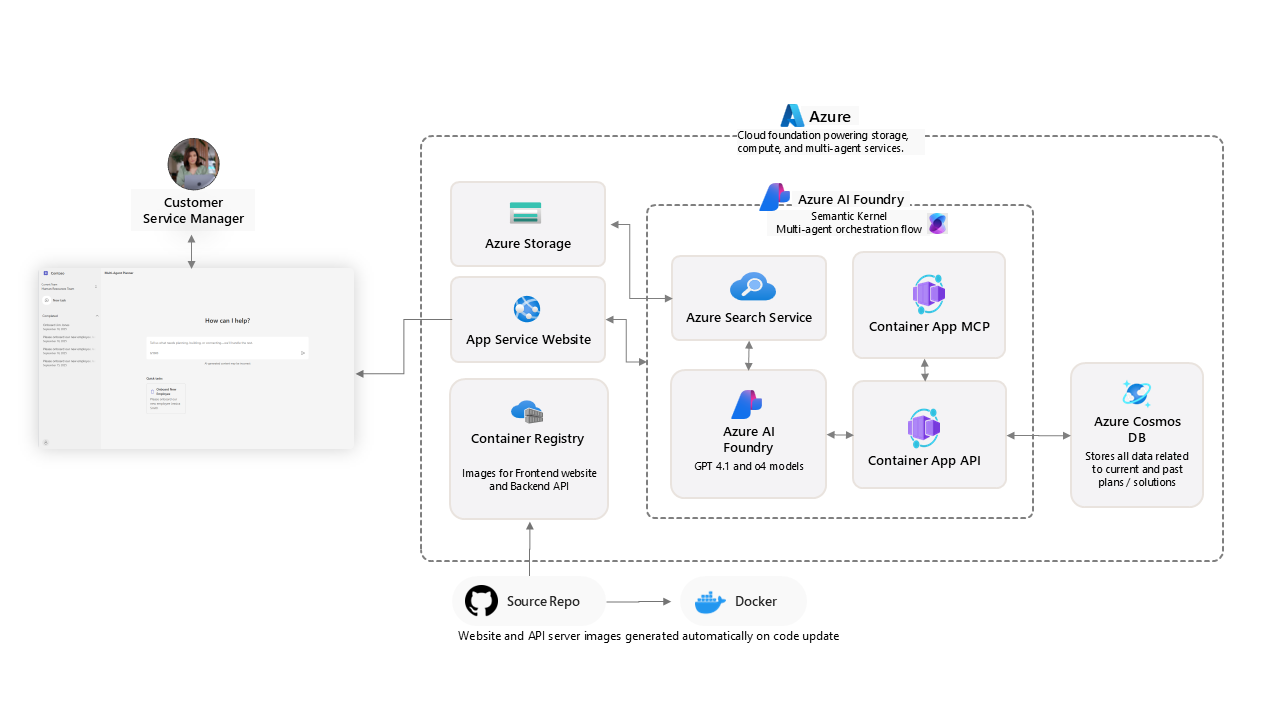 Azure
Cloud foundation powering storage,
compute, and multi-agent services.
Customer
Service Manager
Azure AI Foundry
Semantic Kernel
Multi-agent orchestration flow
Azure Storage
Azure Search Service
Container App MCP
App Service Website
Contoso
Multi-Agent Planner
New task
Completed
How can I help?
Quick tasks
Onboard New
Employee
Container Registry
Images for Frontend website
and Backend API
Azure AI
Foundry
GPT 4.1 and o4 models
Container App API
Azure Cosmos
DB
Stores all data related
to current and past
plans / solutions
Source Repo
Docker
Website and API server images generated automatically on code update